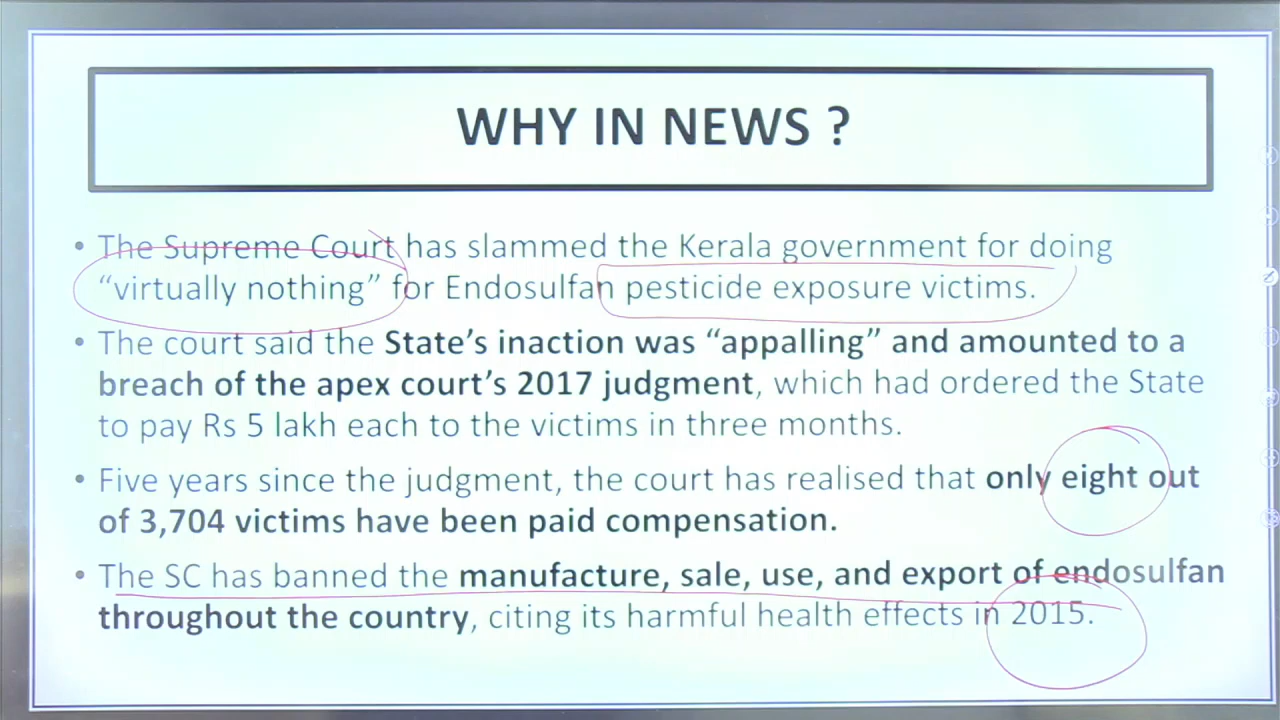 WHY IN NEWS ?
• The Supreme Court has slammed the Kerala government for doing
“virtually nothing” for Endosulfan pesticide exposure victims.
• The court said the State’s inaction was “appalling” and amounted to a
breach of the apex court’s 2017 judgment, which had ordered the State
to pay Rs 5 lakh each to the victims in three months.
• Five years since the judgment, the court has realised that only eight out
of 3,704 victims have been paid compensation.
• The SC has banned the manufacture, sale, use, and export of endosulfan
throughout the country, citing its harmful health effects in 2015.